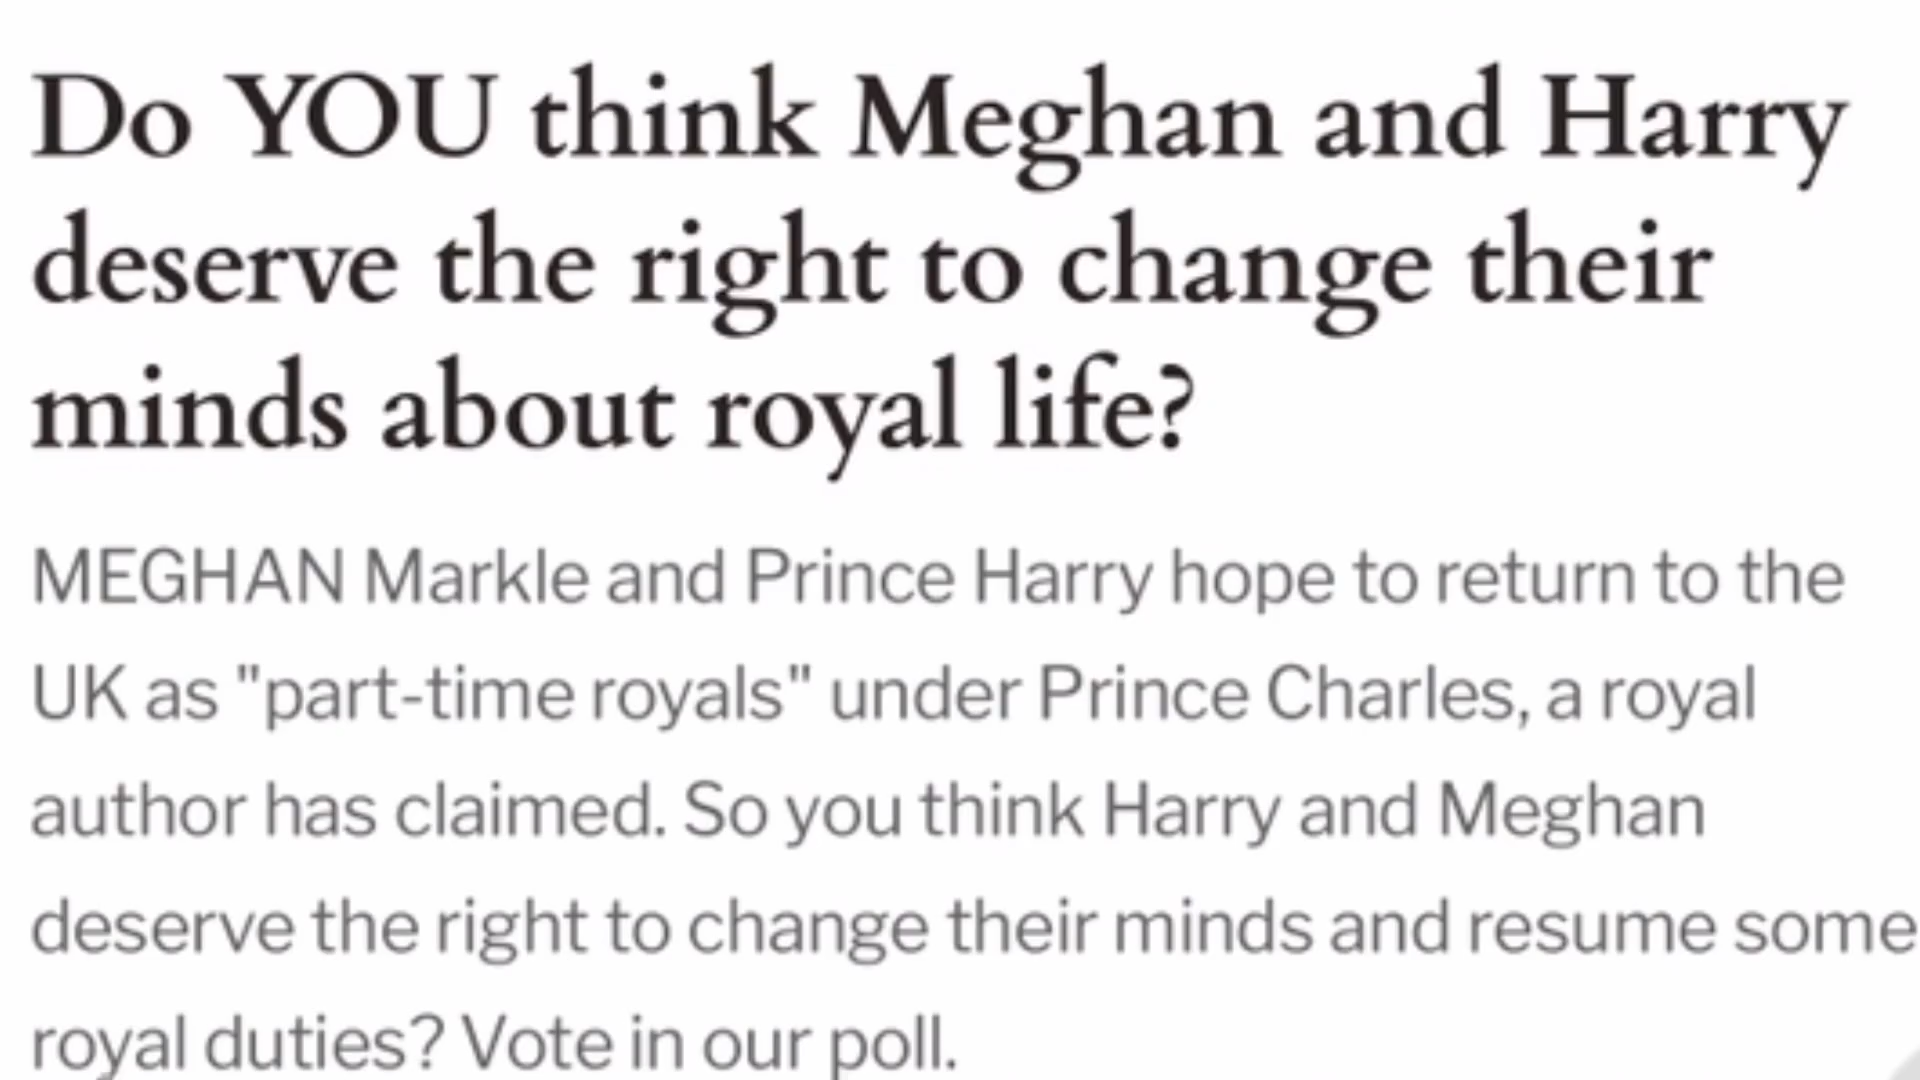 Do YOU think Meghan and Harry
deserve the right to change their
minds about royal life?
MEGHAN Markle and Prince Harry hope to return to the
UK as "part-time royals" under Prince Charles, a royal
author has claimed. So you think Harry and Meghan
deserve the right to change their minds and resume some
royal duties? Vote in our poll.